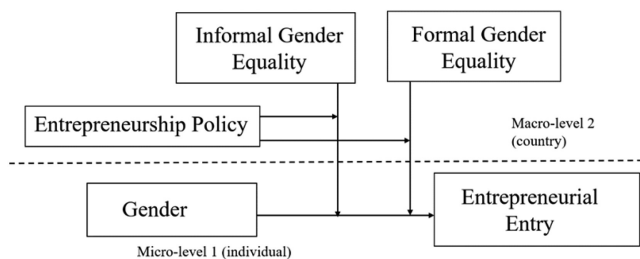 Informal Gender
Equality
Formal Gender
Equality
Entrepreneurship Policy
Macro-level 2
(country)
Gender
Entrepreneurial
Entry
Micro-level 1 (individual)